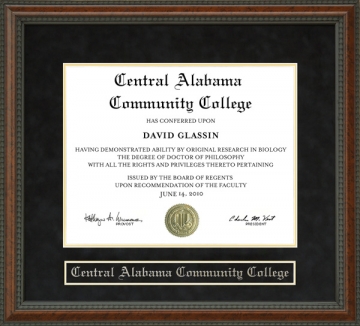 Central Alabama
Community College
HAS CONFERRED UPON
DAVID GLASSIN
HAVING DEMONSTRATED ABILITY BY ORIGINAL RESEARCH IN BIOLOGY
THE DEGREE OF DOCTOR OF PHILOSOPHY
WITH ALL THE RIGHTS AND PRIVILEGES THERETO PERTAINING
ISSUED BY THE BOARD OF REGENTS
UPON RECOMMENDATION OF THE FACULTY
JUNE 14, 2010
PROVOST
PRESIDENT
Central Alabama Community College